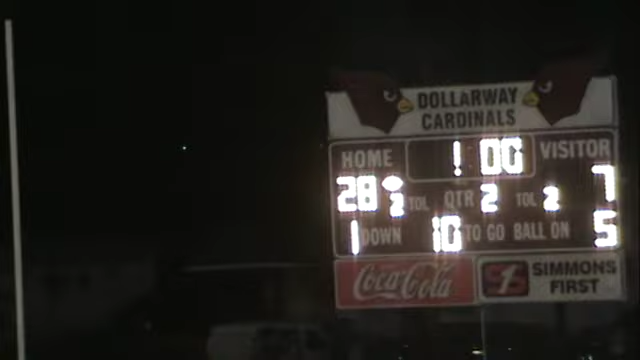 DOLLARWAY
CARDINALS
HOME 1:00 VISITOR
28 2 TOL QTR 2 TOL 2 7
1 DOWN 10 TO GO BALL ON 5
Coca-Cola S SIMMONS
FIRST